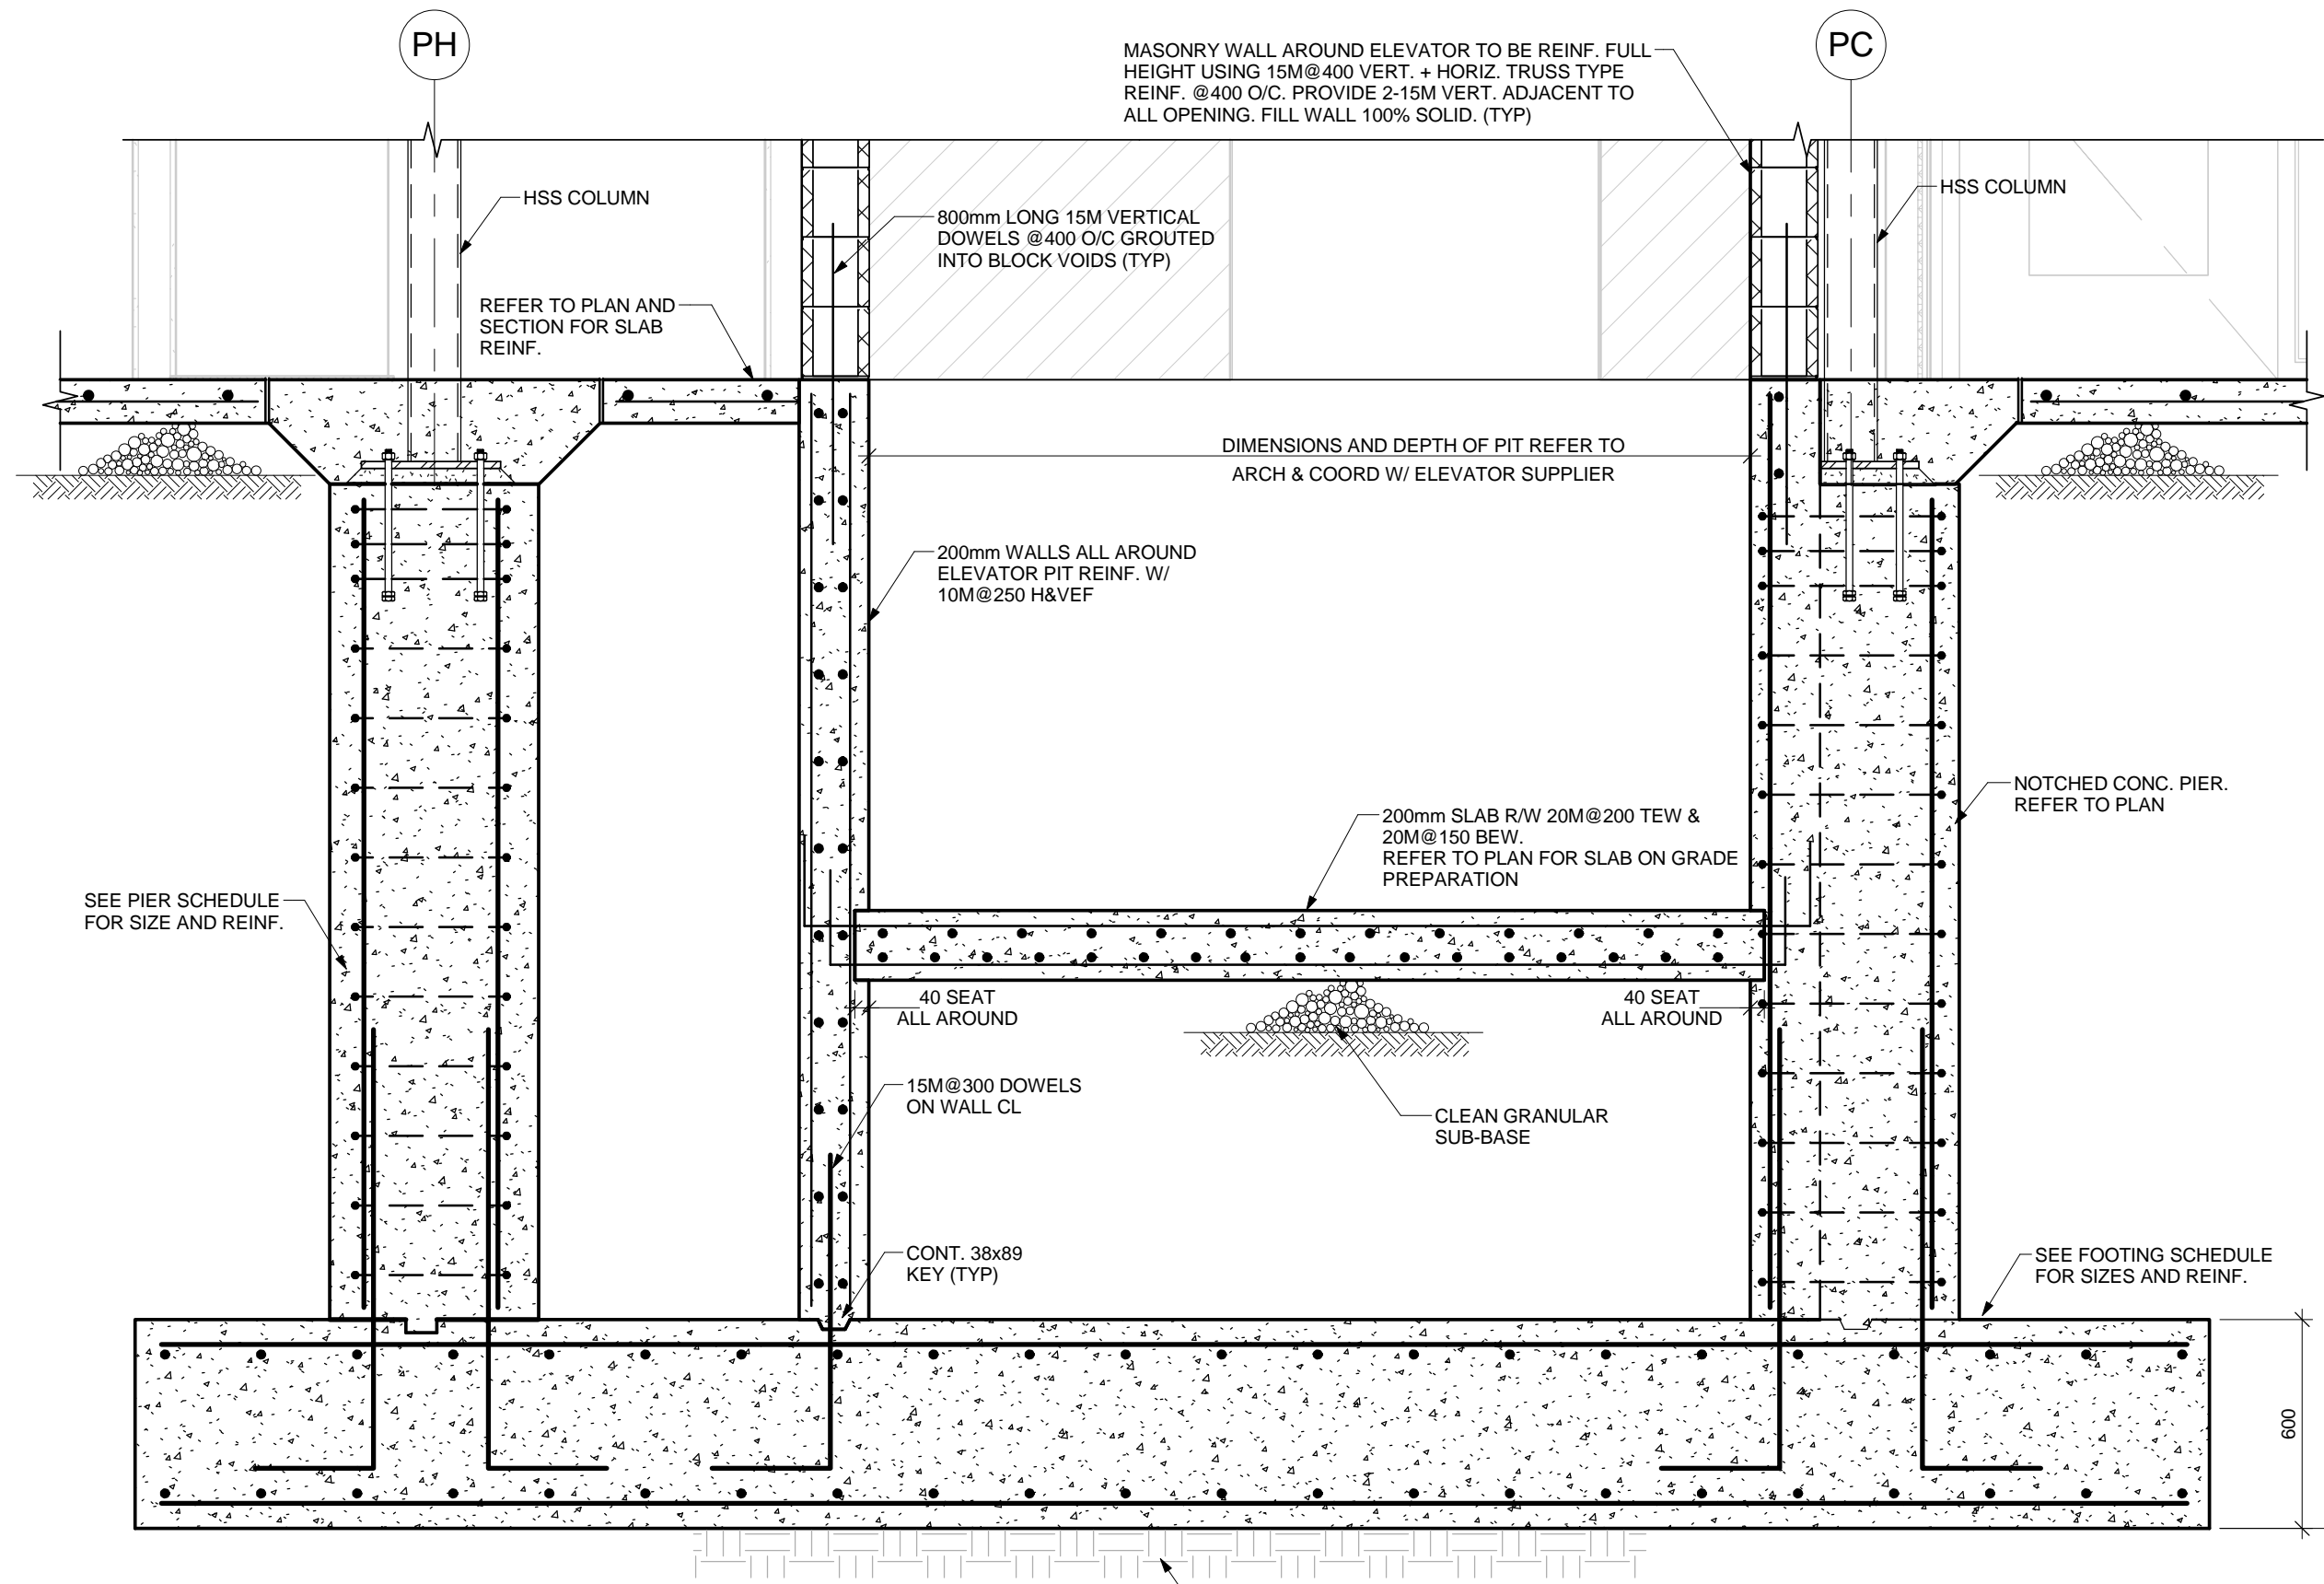 PH
PC
MASONRY WALL AROUND ELEVATOR TO BE REINF. FULL
HEIGHT USING 15M@400 VERT. + HORIZ. TRUSS TYPE
REINF. @400 O/C. PROVIDE 2-15M VERT. ADJACENT TO
ALL OPENING. FILL WALL 100% SOLID. (TYP)
HSS COLUMN
HSS COLUMN
800mm LONG 15M VERTICAL
DOWELS @400 O/C GROUTED
INTO BLOCK VOIDS (TYP)
REFER TO PLAN AND
SECTION FOR SLAB
REINF.
DIMENSIONS AND DEPTH OF PIT REFER TO
ARCH & COORD W/ ELEVATOR SUPPLIER
200mm WALLS ALL AROUND
ELEVATOR PIT REINF. W/
10M@250 H&VEF
NOTCHED CONC. PIER.
REFER TO PLAN
200mm SLAB R/W 20M@200 TEW &
20M@150 BEW.
REFER TO PLAN FOR SLAB ON GRADE
PREPARATION
SEE PIER SCHEDULE
FOR SIZE AND REINF.
40 SEAT
ALL AROUND
40 SEAT
ALL AROUND
15M@300 DOWELS
ON WALL CL
CLEAN GRANULAR
SUB-BASE
CONT. 38x89
KEY (TYP)
SEE FOOTING SCHEDULE
FOR SIZES AND REINF.
600